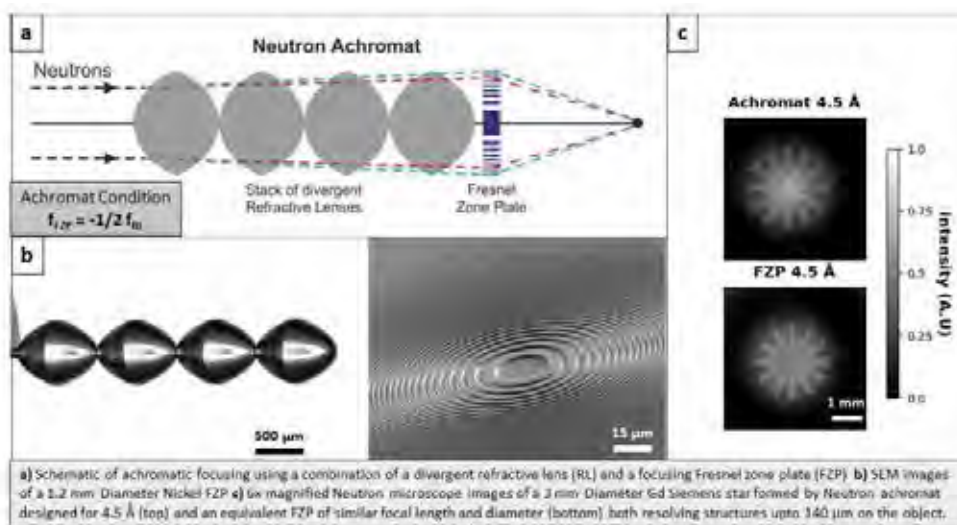 a
Neutron Achromat
Neutrons
Stack of divergent
Refractive Lenses
Fresnel
Zone Plate
Achromat Condition
b
500 µm
15 µm
c
Achromat 4.5 Å
FZP 4.5 Å
1 mm
1.0
0.75
0.5
0.25
0.0
Intensity (A.U)
a) Schematic of achromatic focusing using a combination of a divergent refractive lens (RL) and a focusing Fresnel zone plate (FZP) b) SEM images
of a 1.2 mm Diameter Nickel FZP c) 6x magnified Neutron microscope images of a 3 mm Diameter Gd Siemens star formed by Neutron achromat
designed for 4.5 Å (top) and an equivalent FZP of similar focal length and diameter (bottom) both resolving structures upto 140 µm on the object.